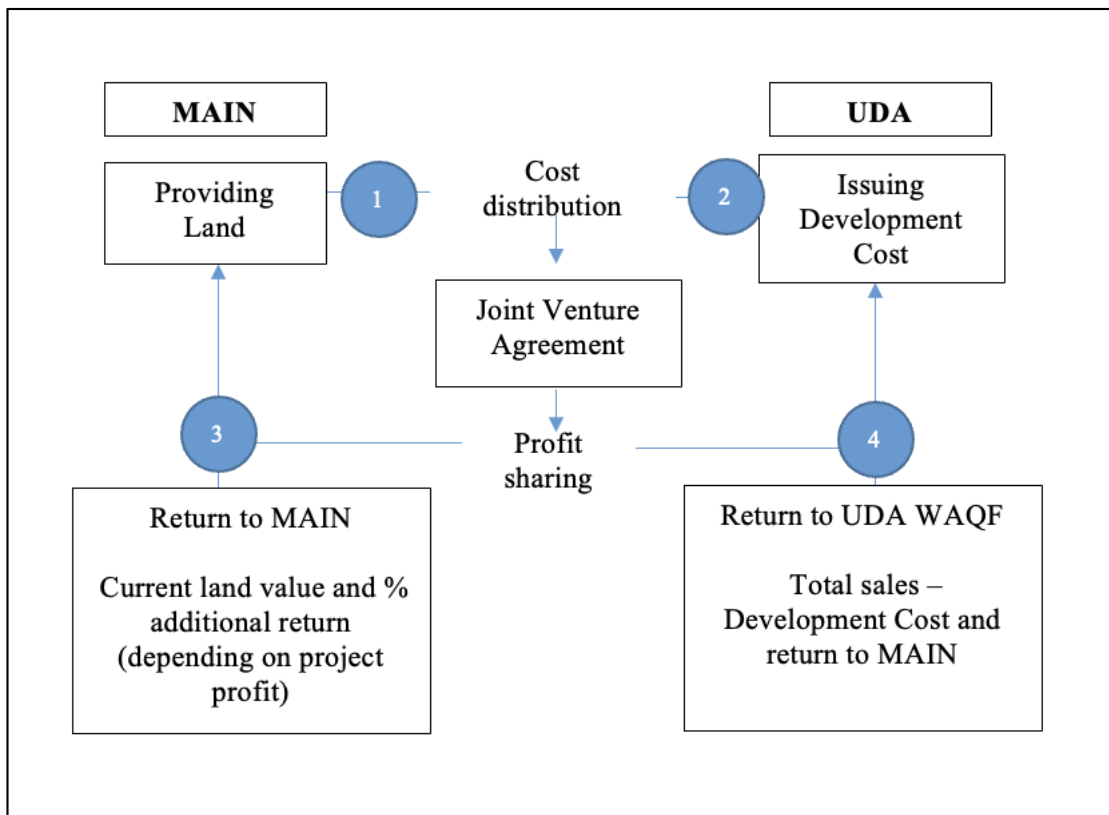 MAIN
UDA
Providing
Land
1
Cost
distribution
2
Issuing
Development
Cost
Joint Venture
Agreement
3
Profit
sharing
4
Return to MAIN
Current land value and %
additional return
(depending on project
profit)
Return to UDA WAQF
Total sales –
Development Cost and
return to MAIN